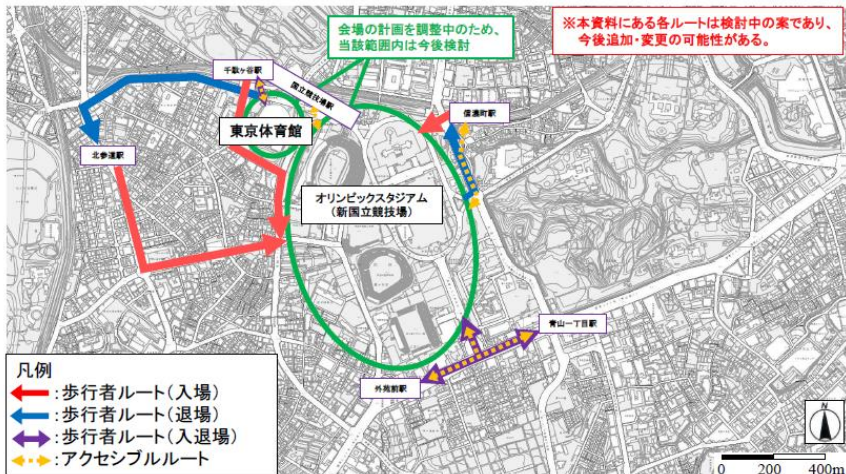 会場の計画を調整中のため、
当該範囲内は今後検討
※本資料にある各ルートは検討中の案であり、
今後追加・変更の可能性がある。
千駄ヶ谷駅
国立競技場駅
信濃町駅
東京体育館
北参道駅
オリンピックスタジアム
(新国立競技場)
青山一丁目駅
外苑前駅
凡例
:歩行者ルート(入場)
:歩行者ルート(退場)
:歩行者ルート(入退場)
:アクセシブルルート
N
0 200 400m